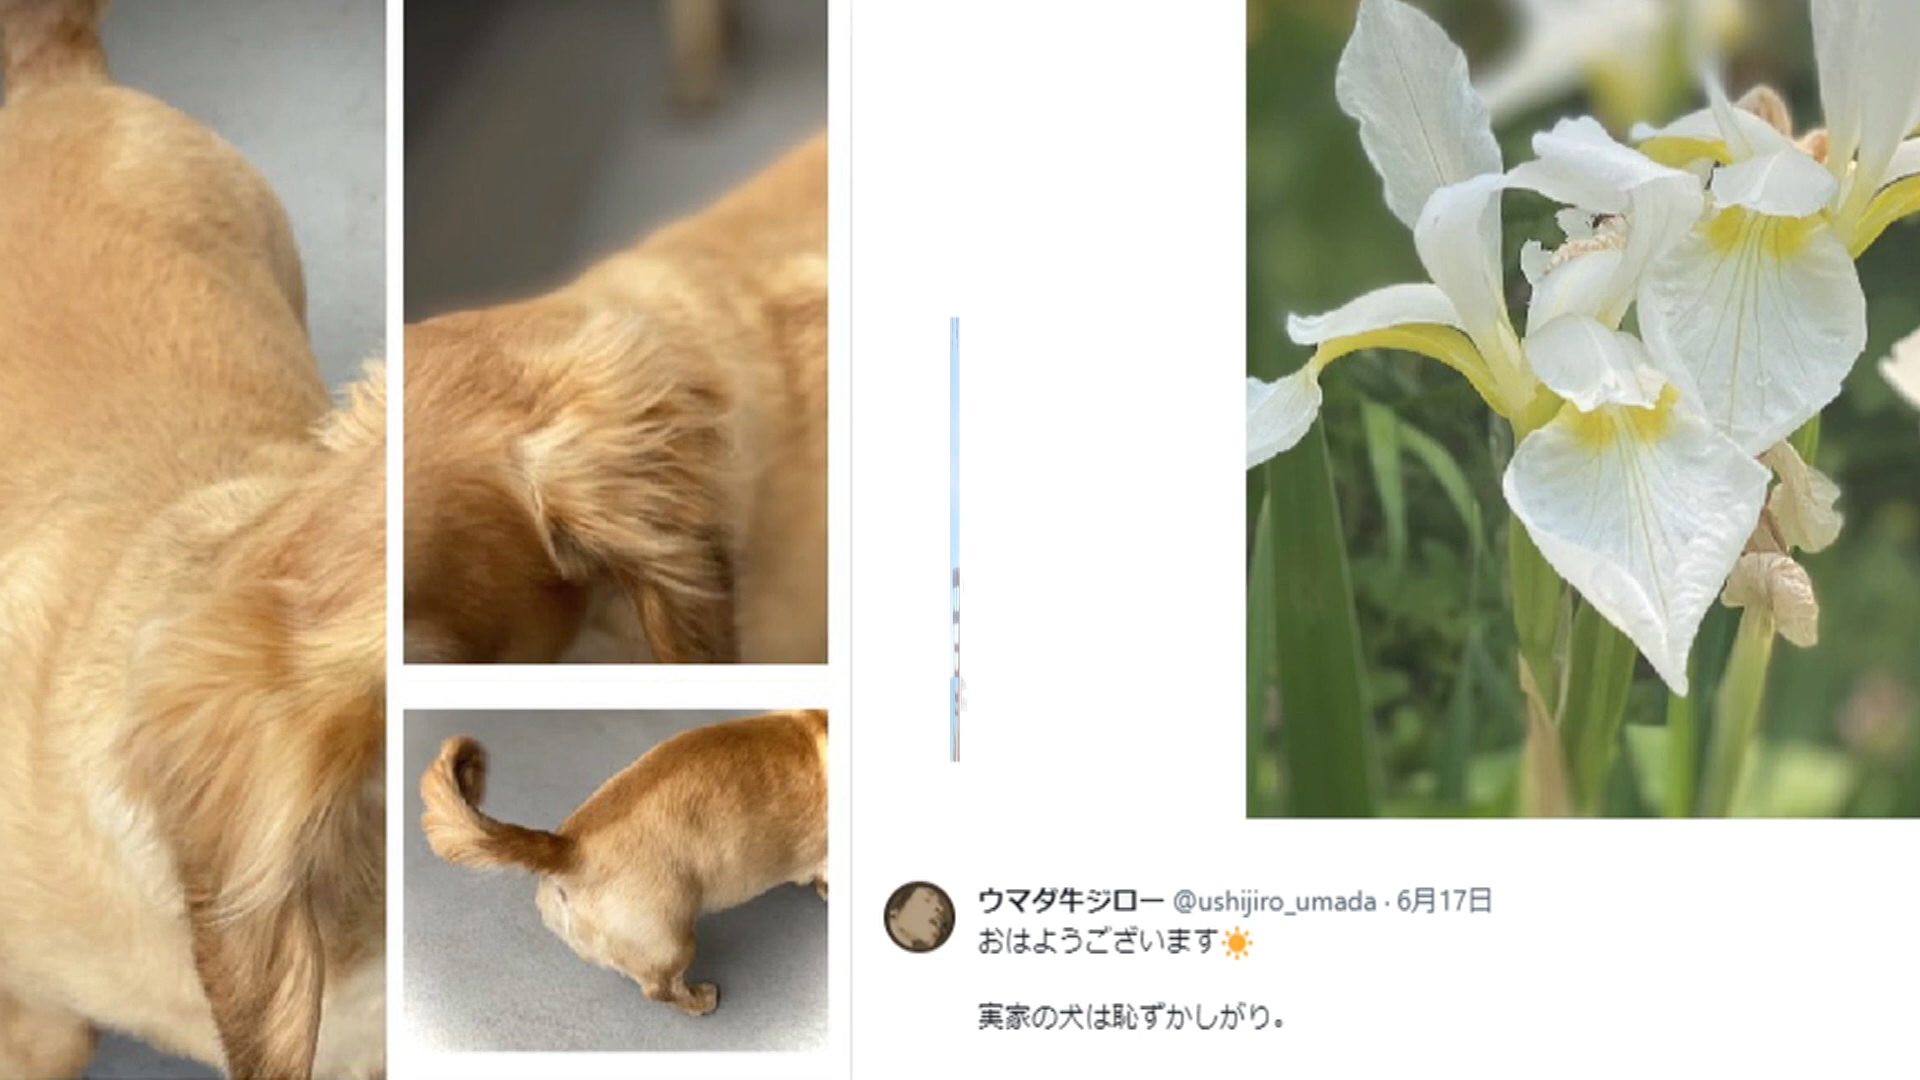 ウマダ牛ジロー @ushijiro_umada · 6月17日
おはようございます☀
実家の犬は恥ずかしがり。